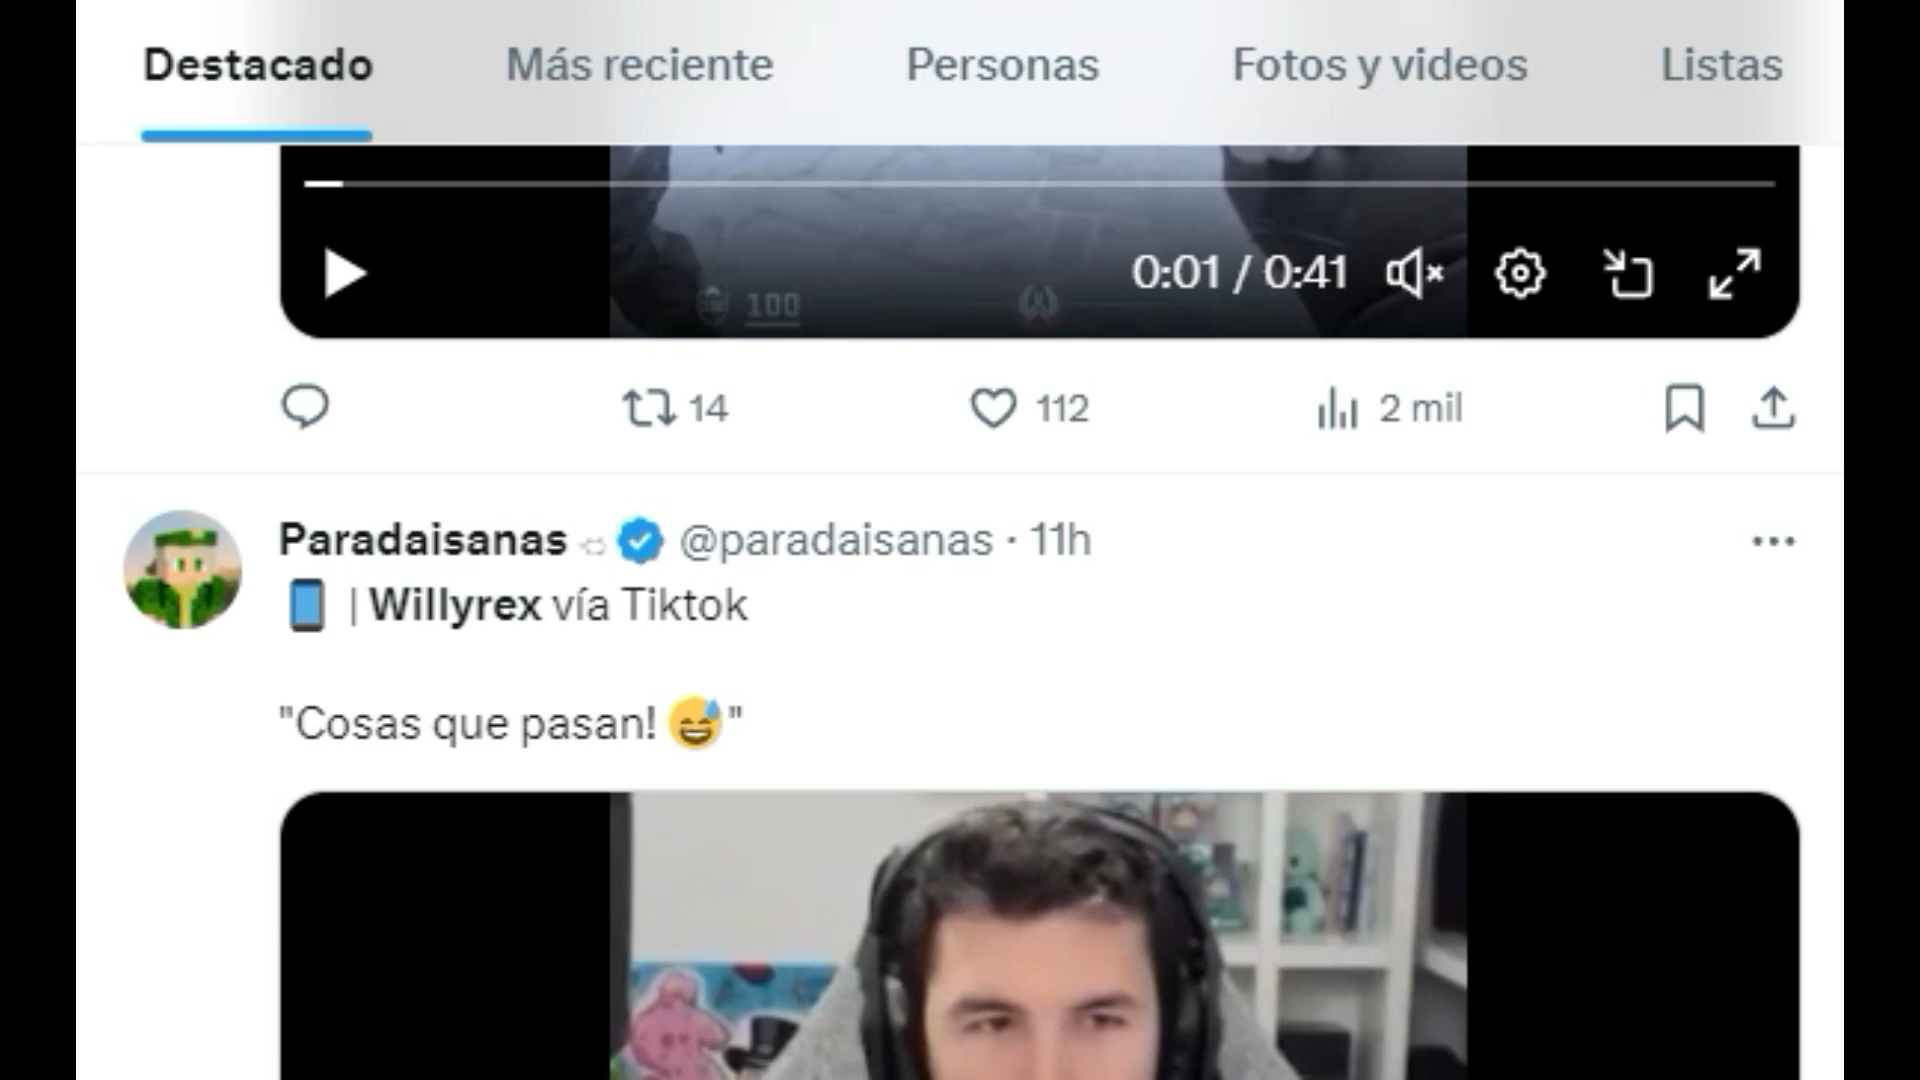 Destacado Más reciente Personas Fotos y videos Listas
0:01 / 0:41
100
14 112 2 mil
Paradaisanas @paradaisanas · 11h
📱 | Willyrex vía Tiktok
"Cosas que pasan! 😅"